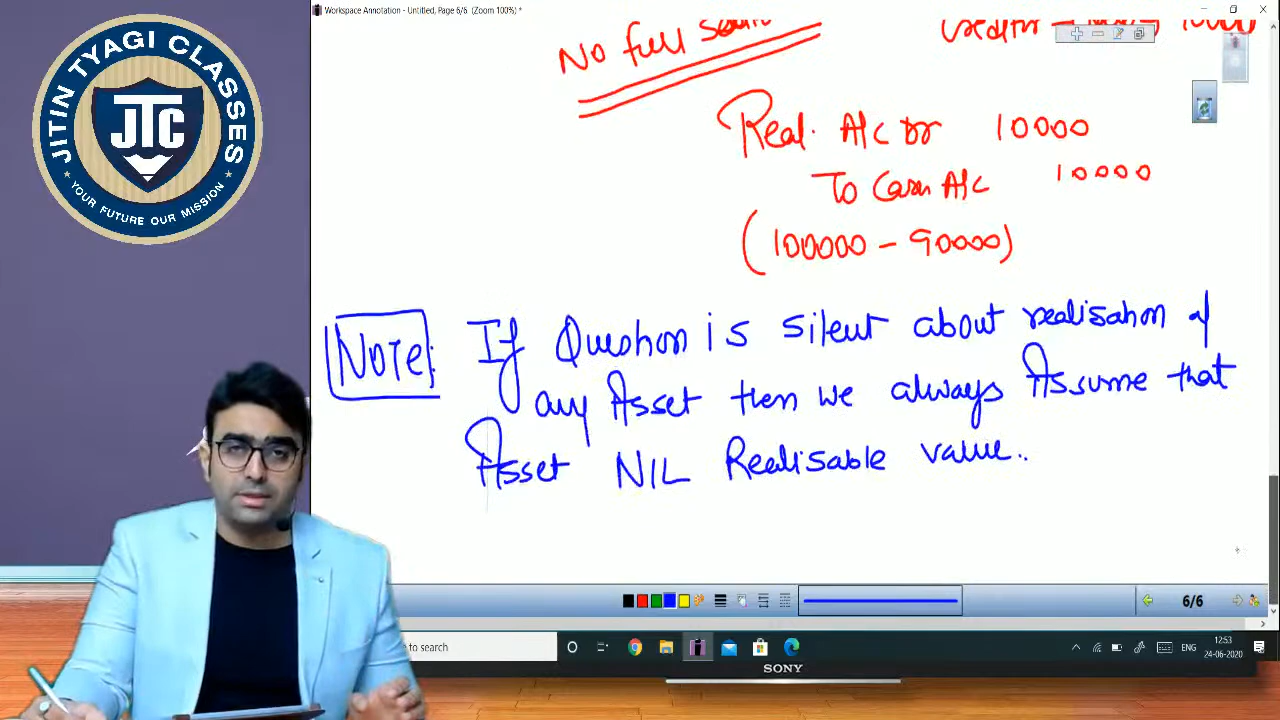 Workspace Annotation - Untitled, Page 6/6 (Zoom 100%) *
JITIN TYAGI CLASSES
JTC
"YOUR FUTURE OUR MISSION"
No full
10000
Real. A/c Dr 10000
To Cash A/c 10000
(100000 - 90000)
Note: If Question is silent about realisation of
any Asset then we always Assume that
Asset NIL Realisable value..
6/6
to search
ENG
12:53
24-06-2020
SONY